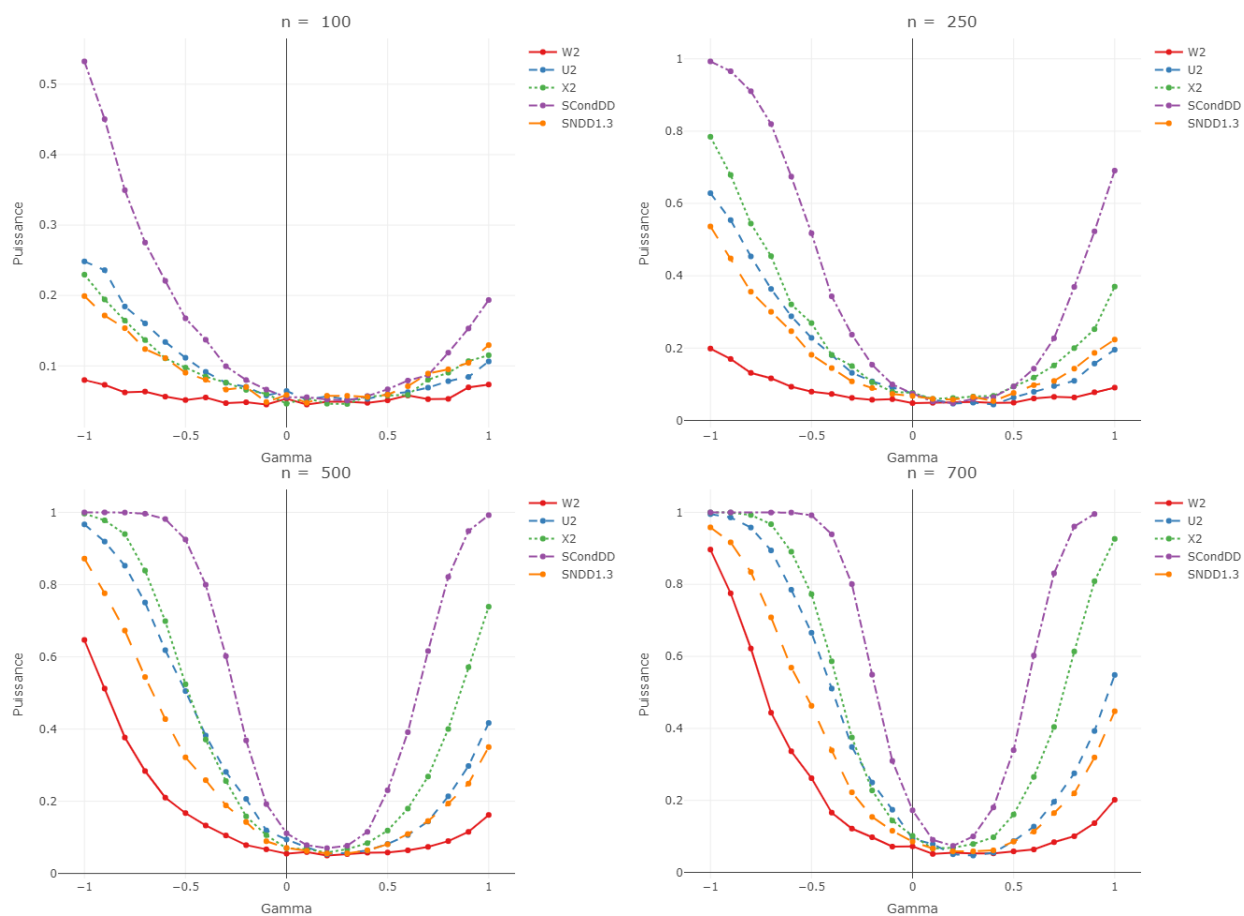 n = 100
W2
U2
X2
SCondDD
SNDD1.3
0.5
0.4
0.3
0.2
0.1
Puissance
−1
−0.5
0
0.5
1
Gamma
n = 250
W2
U2
X2
SCondDD
SNDD1.3
1
0.8
0.6
0.4
0.2
0
Puissance
−1
−0.5
0
0.5
1
Gamma
n = 500
W2
U2
X2
SCondDD
SNDD1.3
1
0.8
0.6
0.4
0.2
0
Puissance
−1
−0.5
0
0.5
1
Gamma
n = 700
W2
U2
X2
SCondDD
SNDD1.3
1
0.8
0.6
0.4
0.2
0
Puissance
−1
−0.5
0
0.5
1
Gamma